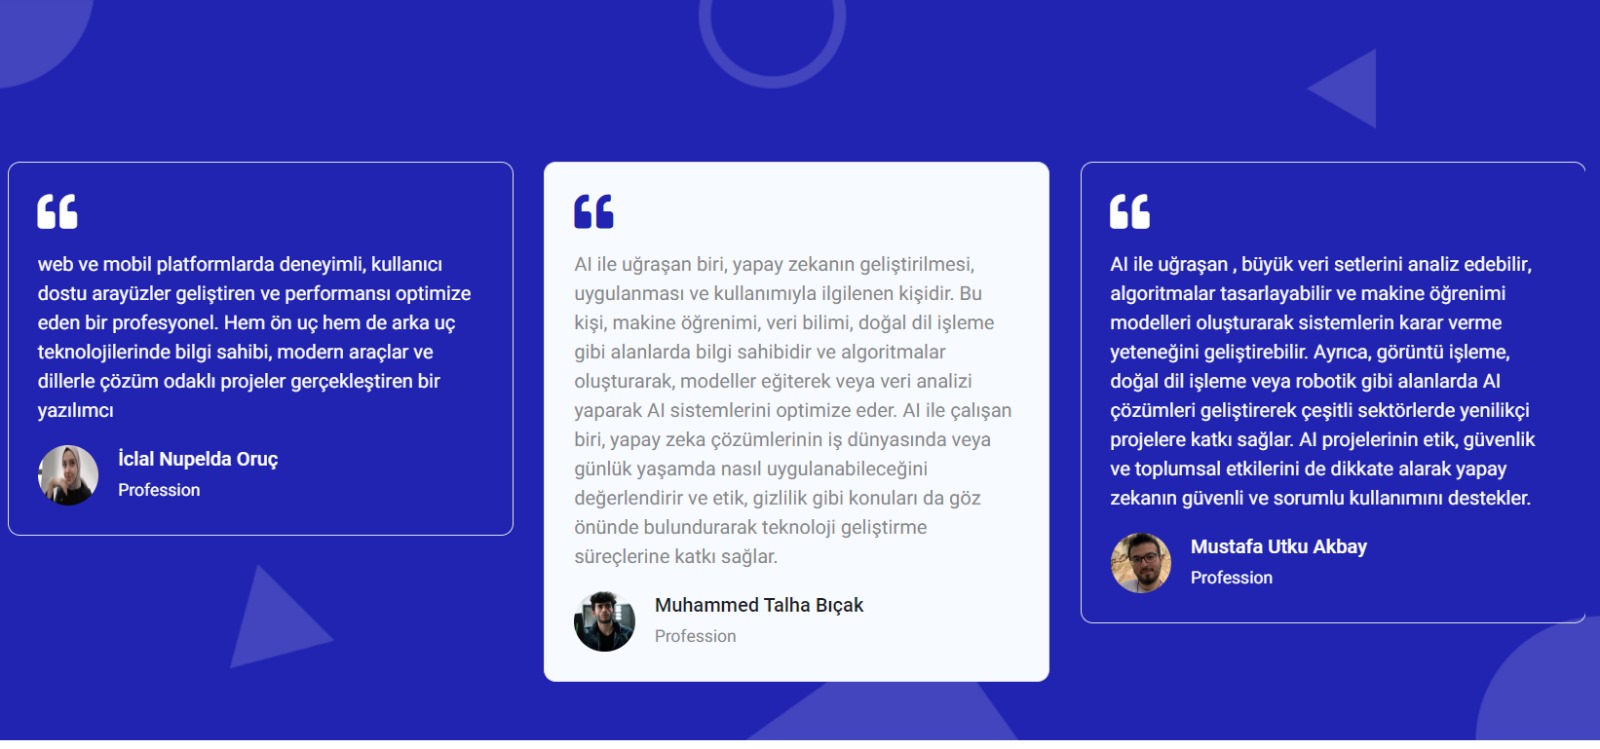 web ve mobil platformlarda deneyimli, kullanıcı
dostu arayüzler geliştiren ve performansı optimize
eden bir profesyonel. Hem ön uç hem de arka uç
teknolojilerinde bilgi sahibi, modern araçlar ve
dillerle çözüm odaklı projeler gerçekleştiren bir
yazılımcı
İclal Nupelda Oruç
Profession
AI ile uğraşan biri, yapay zekanın geliştirilmesi,
uygulanması ve kullanımıyla ilgilenen kişidir. Bu
kişi, makine öğrenimi, veri bilimi, doğal dil işleme
gibi alanlarda bilgi sahibidir ve algoritmalar
oluşturarak, modeller eğiterek veya veri analizi
yaparak AI sistemlerini optimize eder. AI ile çalışan
biri, yapay zeka çözümlerinin iş dünyasında veya
günlük yaşamda nasıl uygulanabileceğini
değerlendirir ve etik, gizlilik gibi konuları da göz
önünde bulundurarak teknoloji geliştirme
süreçlerine katkı sağlar.
Muhammed Talha Bıçak
Profession
AI ile uğraşan , büyük veri setlerini analiz edebilir,
algoritmalar tasarlayabilir ve makine öğrenimi
modelleri oluşturarak sistemlerin karar verme
yeteneğini geliştirebilir. Ayrıca, görüntü işleme,
doğal dil işleme veya robotik gibi alanlarda AI
çözümleri geliştirerek çeşitli sektörlerde yenilikçi
projelere katkı sağlar. AI projelerinin etik, güvenlik
ve toplumsal etkilerini de dikkate alarak yapay
zekanın güvenli ve sorumlu kullanımını destekler.
Mustafa Utku Akbay
Profession